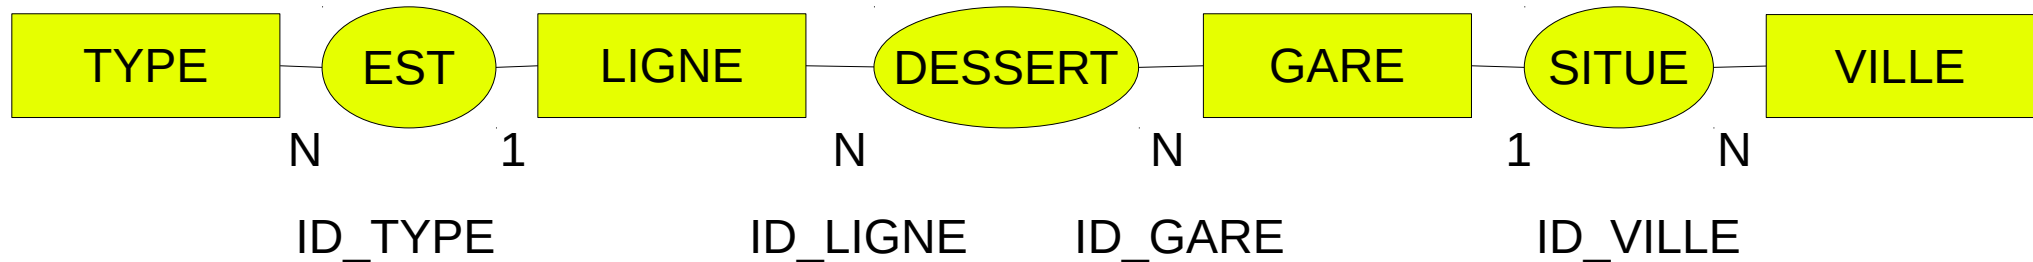 TYPE EST LIGNE DESSERT GARE SITUE VILLE
N 1 N N 1 N
ID_TYPE ID_LIGNE ID_GARE ID_VILLE